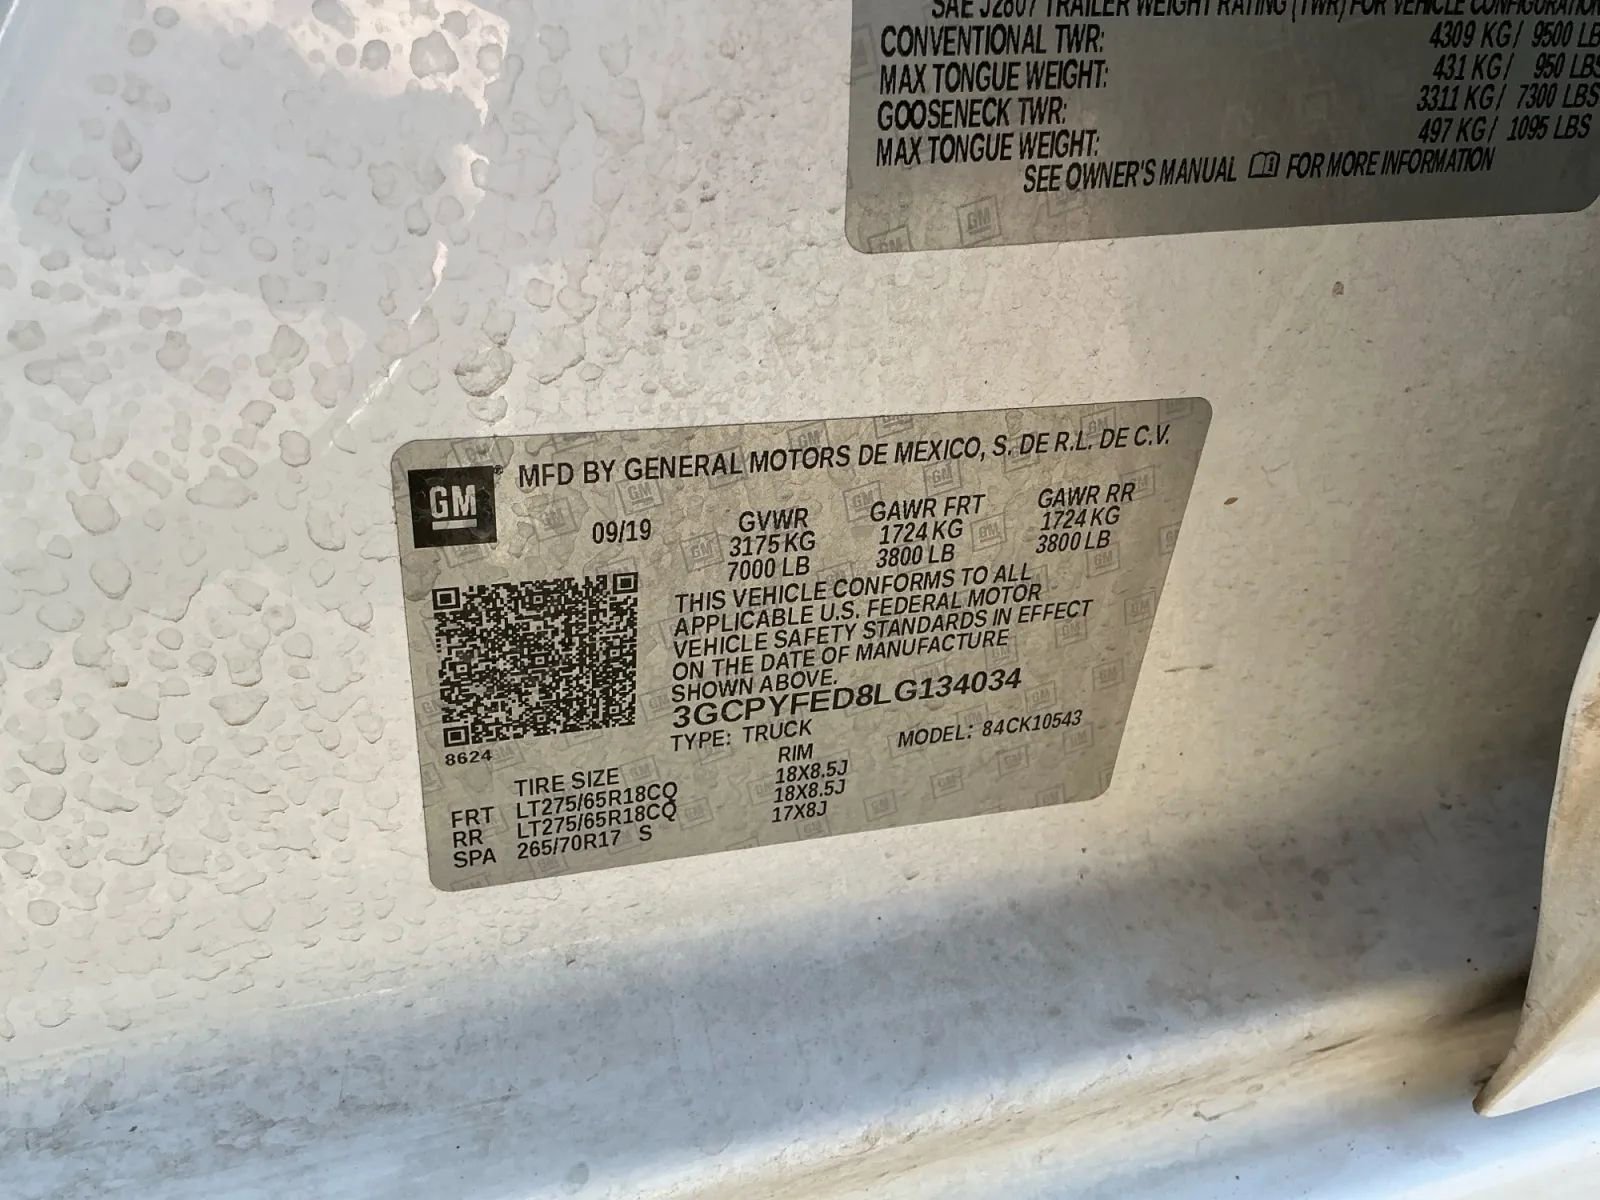 SAE J2807 TRAILER WEIGHT RATING (TWR) FOR VEHICLE CONFIGURATION
CONVENTIONAL TWR: 4309 KG/ 9500 LBS
MAX TONGUE WEIGHT: 431 KG/ 950 LBS
GOOSENECK TWR: 3311 KG/ 7300 LBS
MAX TONGUE WEIGHT: 497 KG/ 1095 LBS
SEE OWNER'S MANUAL FOR MORE INFORMATION
GM
GM
GM® MFD BY GENERAL MOTORS DE MEXICO, S. DE R.L. DE C.V.
09/19 GVWR GAWR FRT GAWR RR
3175 KG 1724 KG 1724 KG
7000 LB 3800 LB 3800 LB
THIS VEHICLE CONFORMS TO ALL
APPLICABLE U.S. FEDERAL MOTOR
VEHICLE SAFETY STANDARDS IN EFFECT
ON THE DATE OF MANUFACTURE
SHOWN ABOVE.
3GCPYFED8LG134034
8624 TYPE: TRUCK MODEL: 84CK10543
TIRE SIZE RIM
FRT LT275/65R18CQ 18X8.5J
RR LT275/65R18CQ 18X8.5J
SPA 265/70R17 S 17X8J